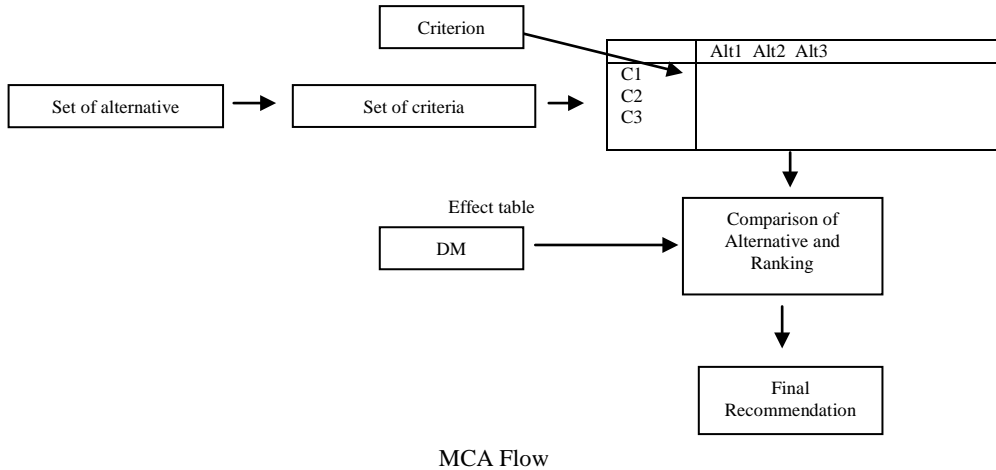 Criterion
Alt1 Alt2 Alt3
Set of alternative
Set of criteria
C1
C2
C3
Effect table
DM
Comparison of
Alternative and
Ranking
Final
Recommendation
MCA Flow